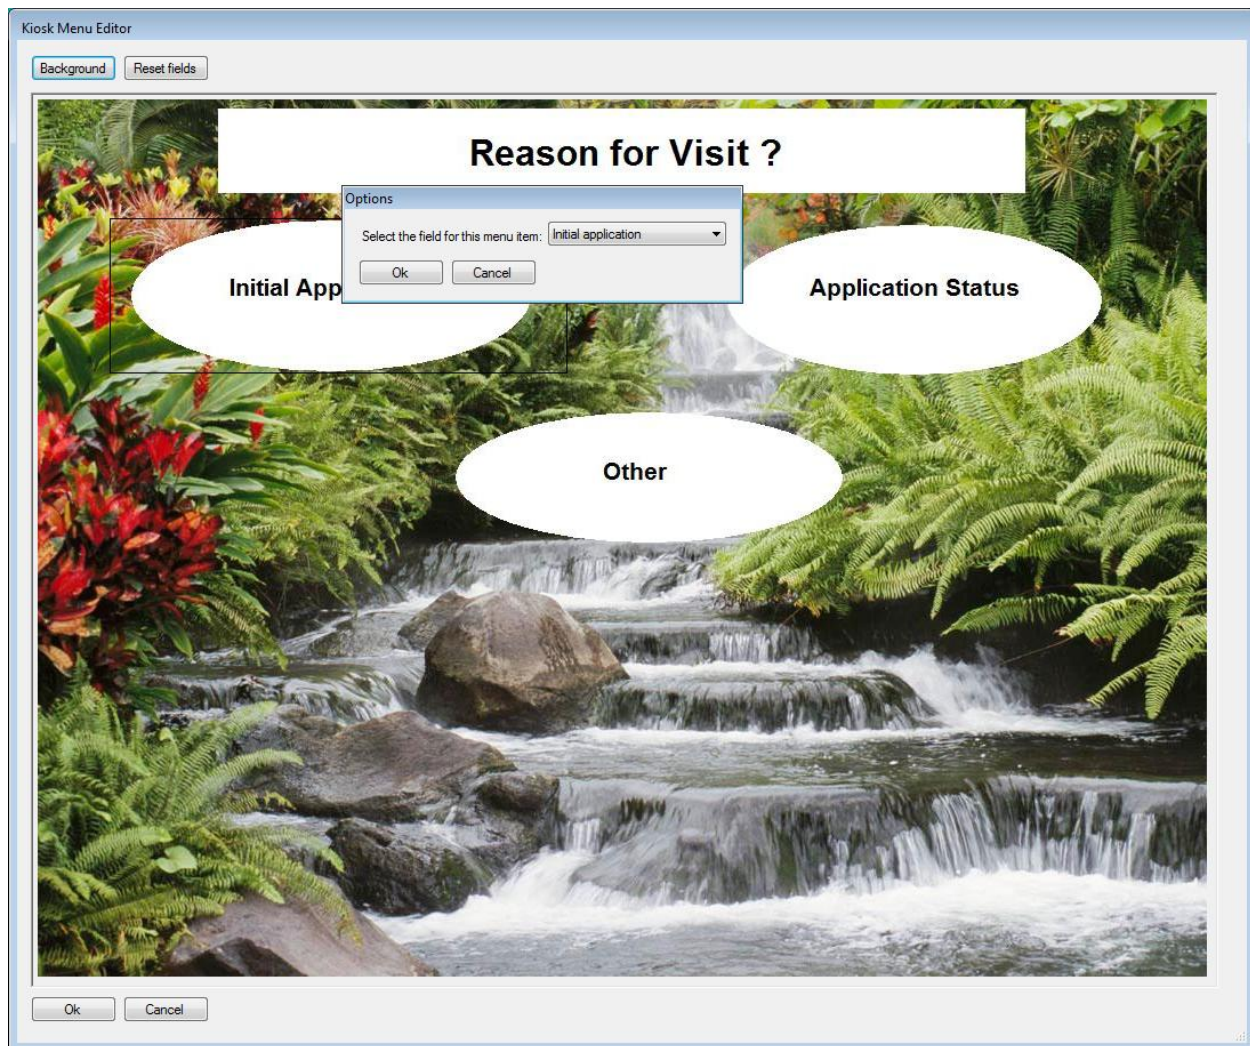 Kiosk Menu Editor
Background Reset fields
Reason for Visit ?
Options
Select the field for this menu item: Initial application
Ok Cancel
Initial App
Application Status
Other
Ok Cancel